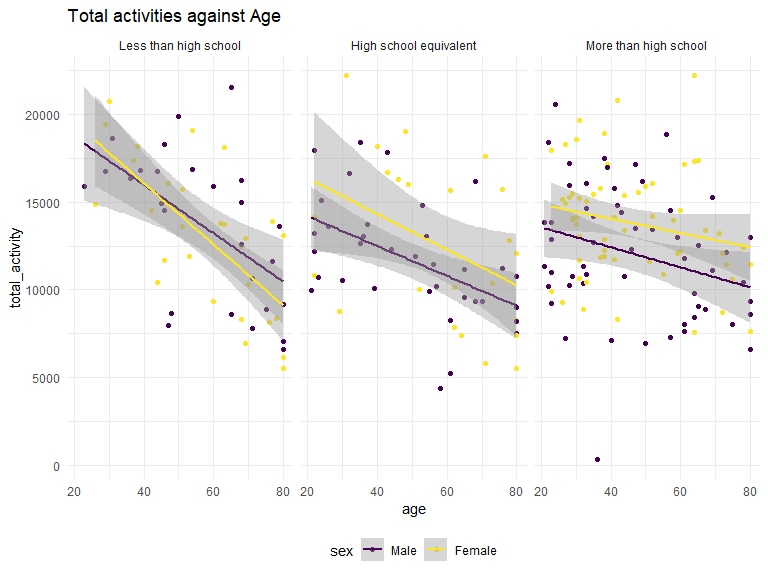 Total activities against Age
Less than high school
High school equivalent
More than high school
total_activity
20000
15000
10000
5000
0
20 40 60 80 20 40 60 80 20 40 60 80
age
sex Male Female